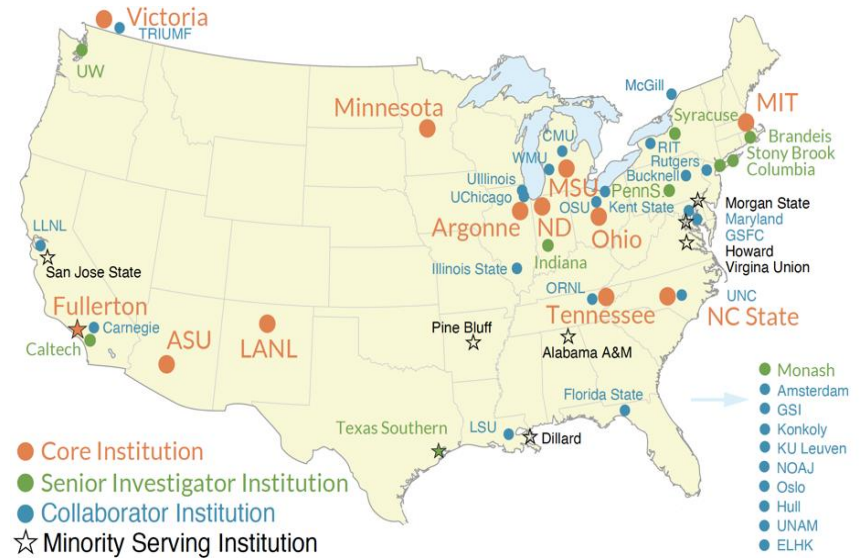 Victoria
TRIUMF
UW
McGill
Minnesota
Syracuse
MIT
CMU
RIT
Brandeis
WMU
Rutgers
Stony Brook
UIllinois
Bucknell
Columbia
UChicago
MSU
PennS
OSU
Kent State
Morgan State
Argonne
ND
Ohio
Maryland
GSFC
LLNL
Howard
San Jose State
Indiana
Virgina Union
Illinois State
ORNL
UNC
Fullerton
Tennessee
NC State
Carnegie
Pine Bluff
ASU
LANL
Caltech
Alabama A&M
Monash
Florida State
Amsterdam
GSI
Texas Southern
LSU
Dillard
Konkoly
KU Leuven
NOAJ
Oslo
Hull
UNAM
ELHK
Core Institution
Senior Investigator Institution
Collaborator Institution
Minority Serving Institution